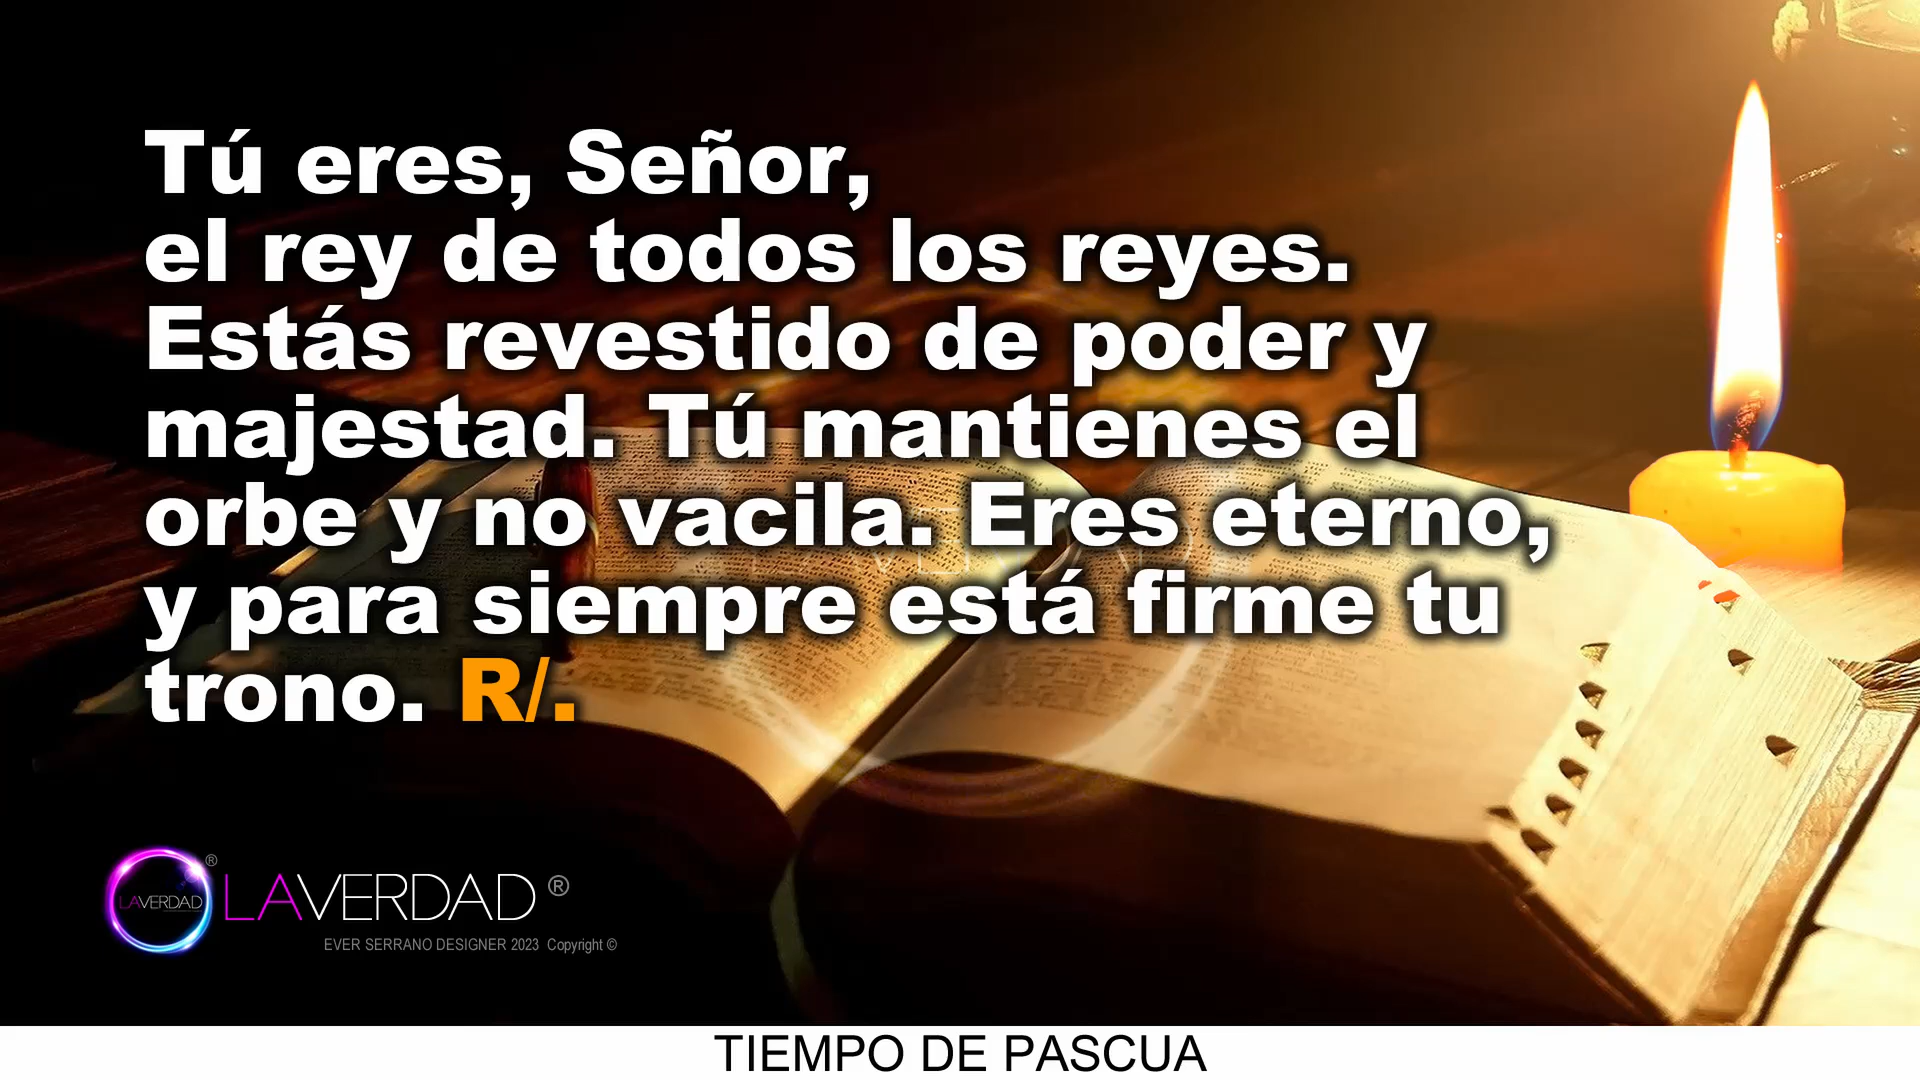 Tú eres, Señor,
el rey de todos los reyes.
Estás revestido de poder y
majestad. Tú mantienes el
orbe y no vacila. Eres eterno,
y para siempre está firme tu
trono. R/.
LAVERDAD ®
LAVERDAD ®
EVER SERRANO DESIGNER 2023 Copyright ©
TIEMPO DE PASCUA